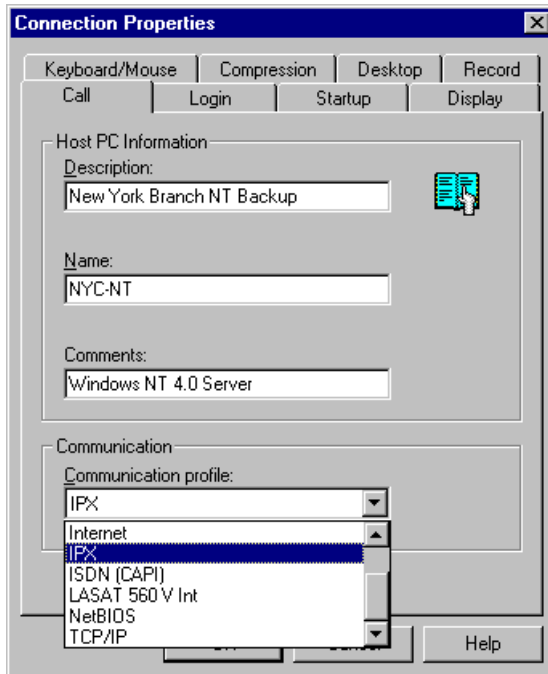 Connection Properties
Keyboard/Mouse Compression Desktop Record
Call Login Startup Display
Host PC Information
Description:
New York Branch NT Backup
Name:
NYC-NT
Comments:
Windows NT 4.0 Server
Communication
Communication profile:
IPX
Internet
IPX
ISDN (CAPI)
LASAT 560 V Int
NetBIOS
TCP/IP
Help